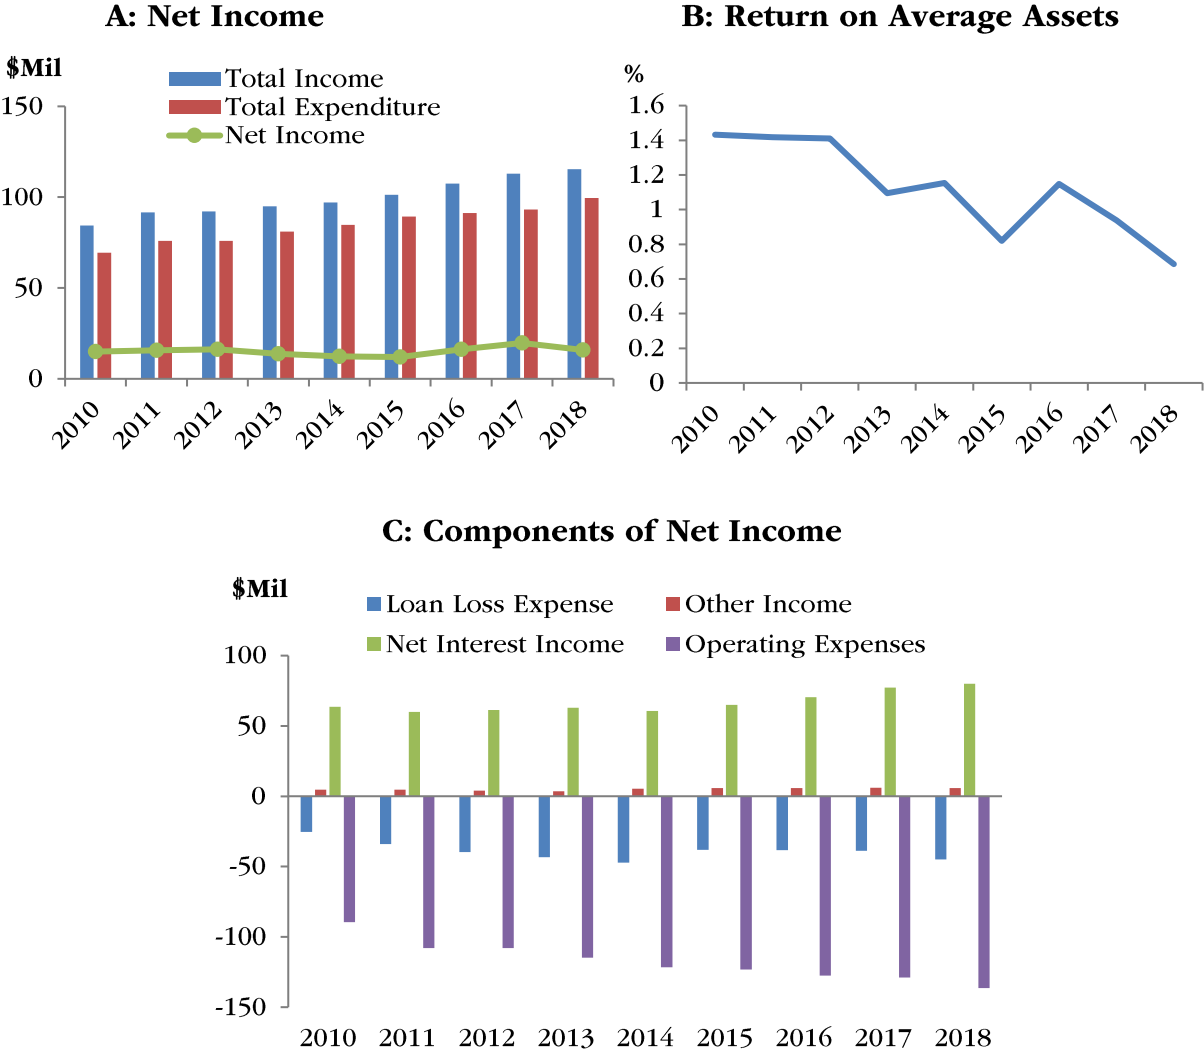 A: Net Income
$Mil
Total Income
Total Expenditure
Net Income
150
100
50
0
2010 2011 2012 2013 2014 2015 2016 2017 2018
B: Return on Average Assets
%
1.6
1.4
1.2
1
0.8
0.6
0.4
0.2
0
2010 2011 2012 2013 2014 2015 2016 2017 2018
C: Components of Net Income
$Mil
Loan Loss Expense Other Income
Net Interest Income Operating Expenses
100
50
0
-50
-100
-150
2010 2011 2012 2013 2014 2015 2016 2017 2018